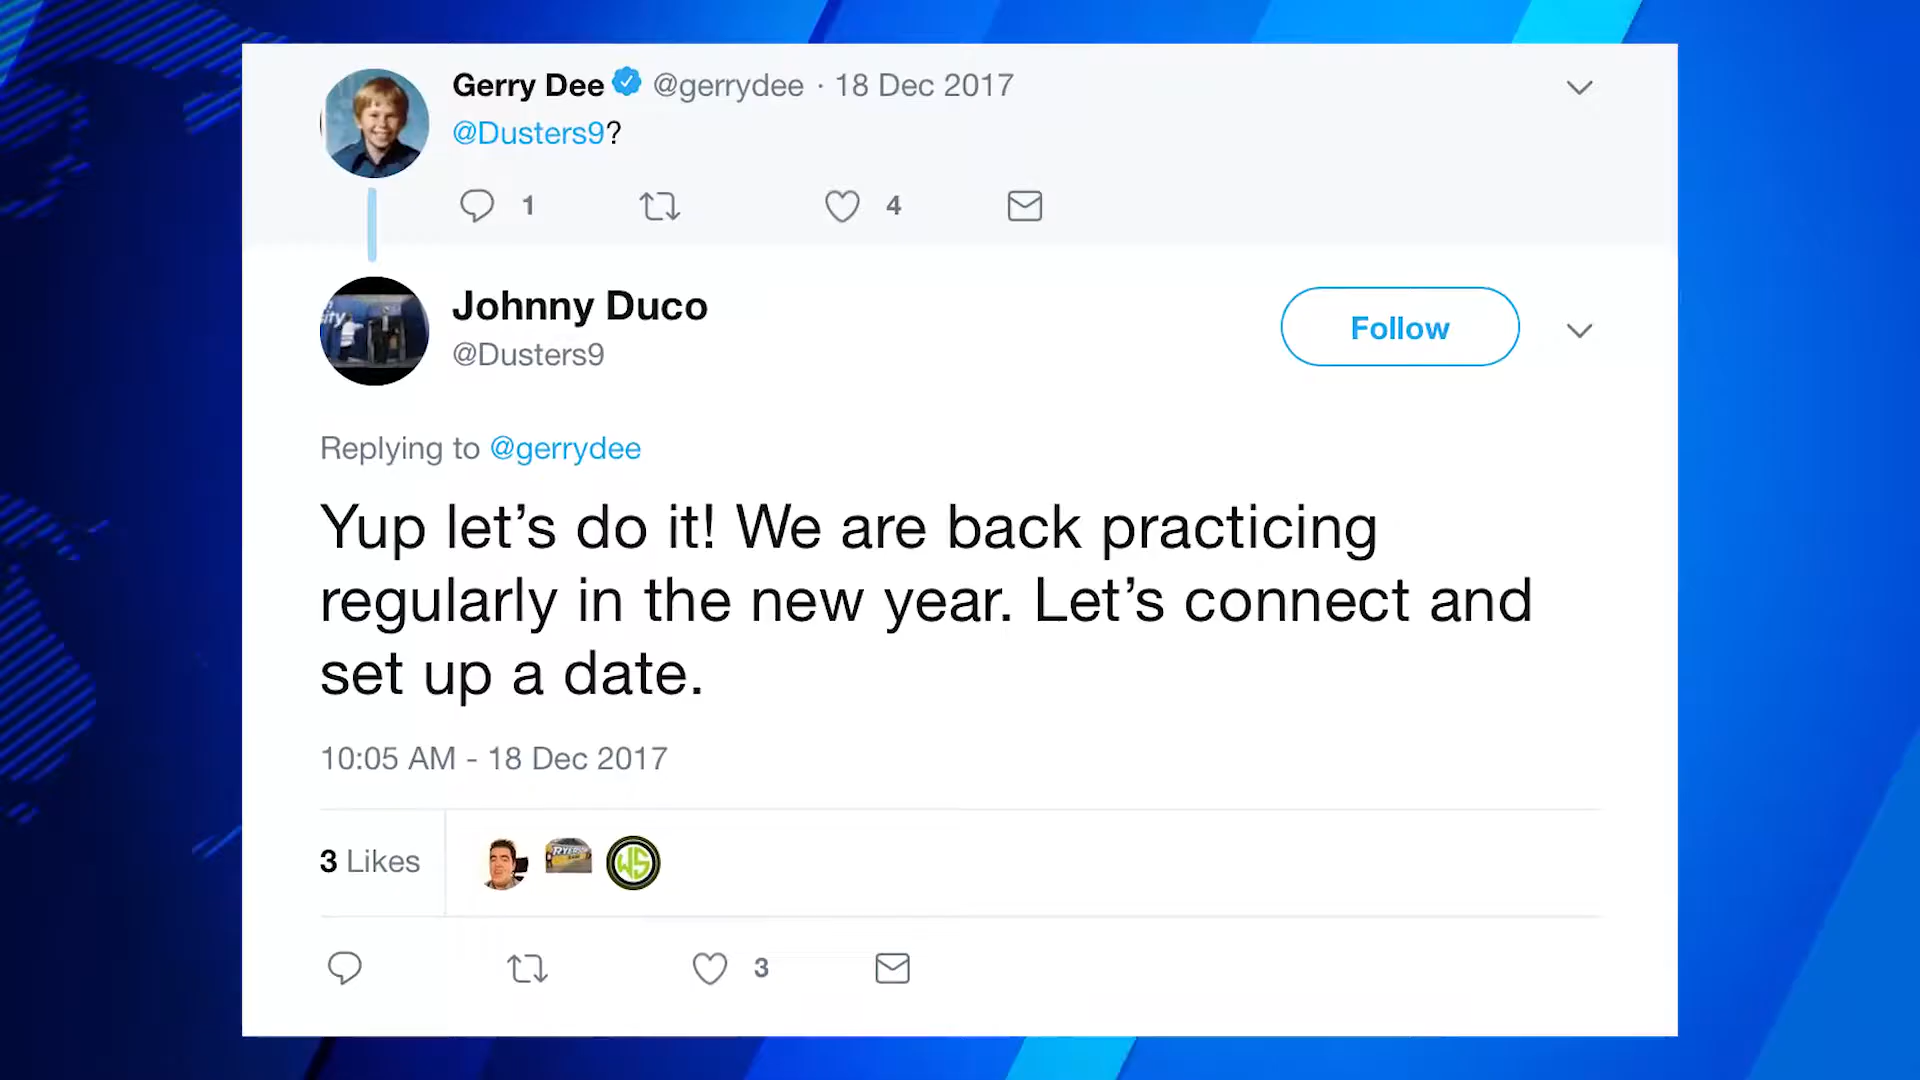 Gerry Dee @gerrydee · 18 Dec 2017
@Dusters9?
1 4
Johnny Duco
@Dusters9
Follow
Replying to @gerrydee
Yup let’s do it! We are back practicing
regularly in the new year. Let’s connect and
set up a date.
10:05 AM - 18 Dec 2017
3 Likes
WS
3